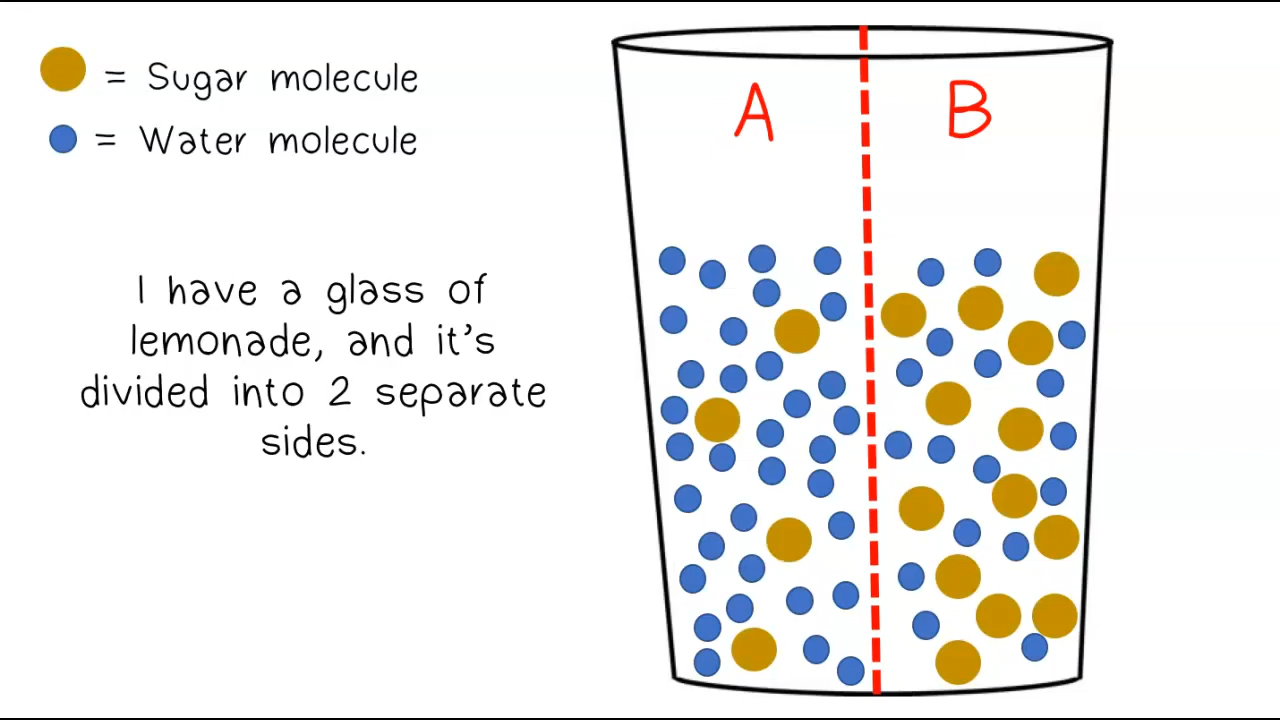 = Sugar molecule
= Water molecule
I have a glass of
lemonade, and it's
divided into 2 separate
sides.
A
B